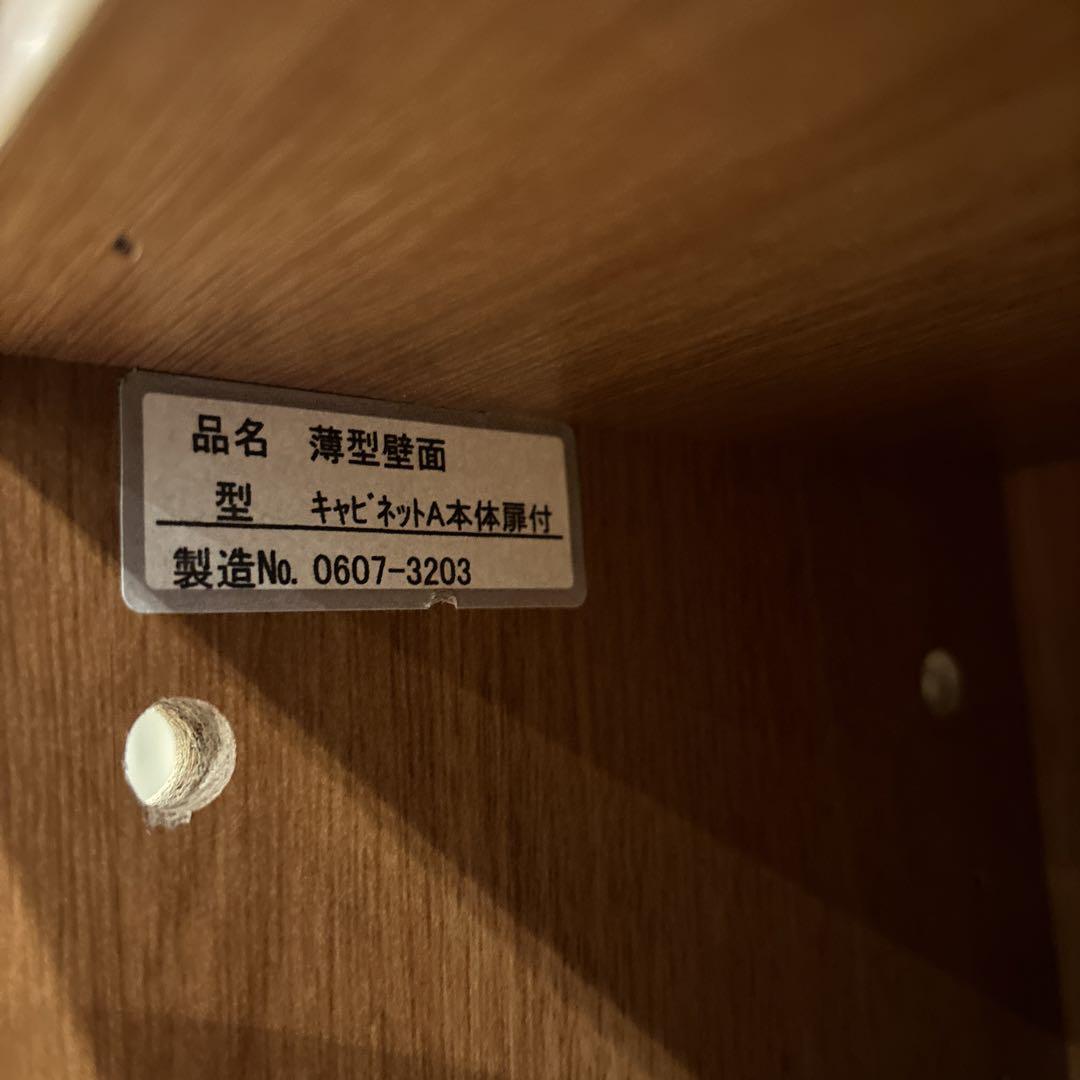 品名 薄型壁面
型 ｷｬﾋﾞﾈｯﾄA本体扉付
製造No. 0607-3203